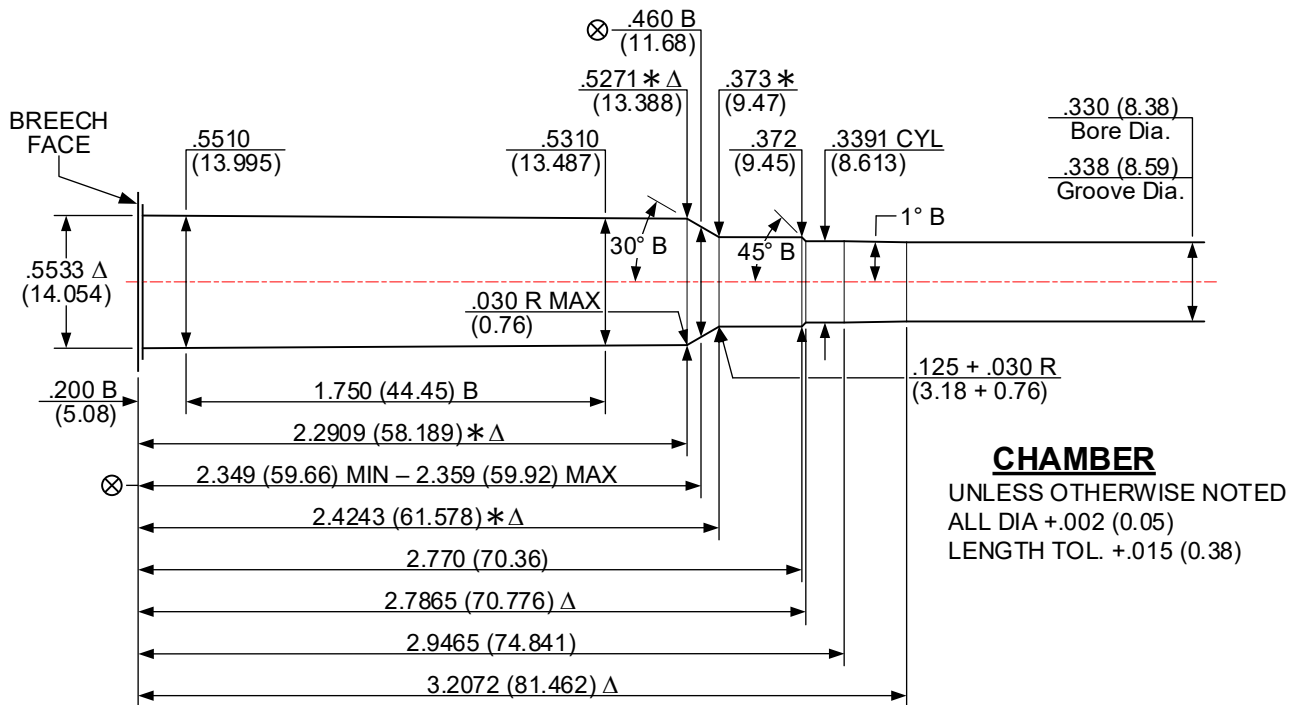 ⊗ .460 B
(11.68)
.5271 * Δ
(13.388)
.373 *
(9.47)
.330 (8.38)
Bore Dia.
BREECH
FACE
.5510
(13.995)
.5310
(13.487)
.372
(9.45)
.3391 CYL
(8.613)
.338 (8.59)
Groove Dia.
1° B
30° B
45° B
.5533 Δ
(14.054)
.030 R MAX
(0.76)
.125 + .030 R
(3.18 + 0.76)
.200 B
(5.08)
1.750 (44.45) B
2.2909 (58.189) * Δ
⊗ 2.349 (59.66) MIN – 2.359 (59.92) MAX
2.4243 (61.578) * Δ
2.770 (70.36)
2.7865 (70.776) Δ
2.9465 (74.841)
3.2072 (81.462) Δ
CHAMBER
UNLESS OTHERWISE NOTED
ALL DIA +.002 (0.05)
LENGTH TOL. +.015 (0.38)